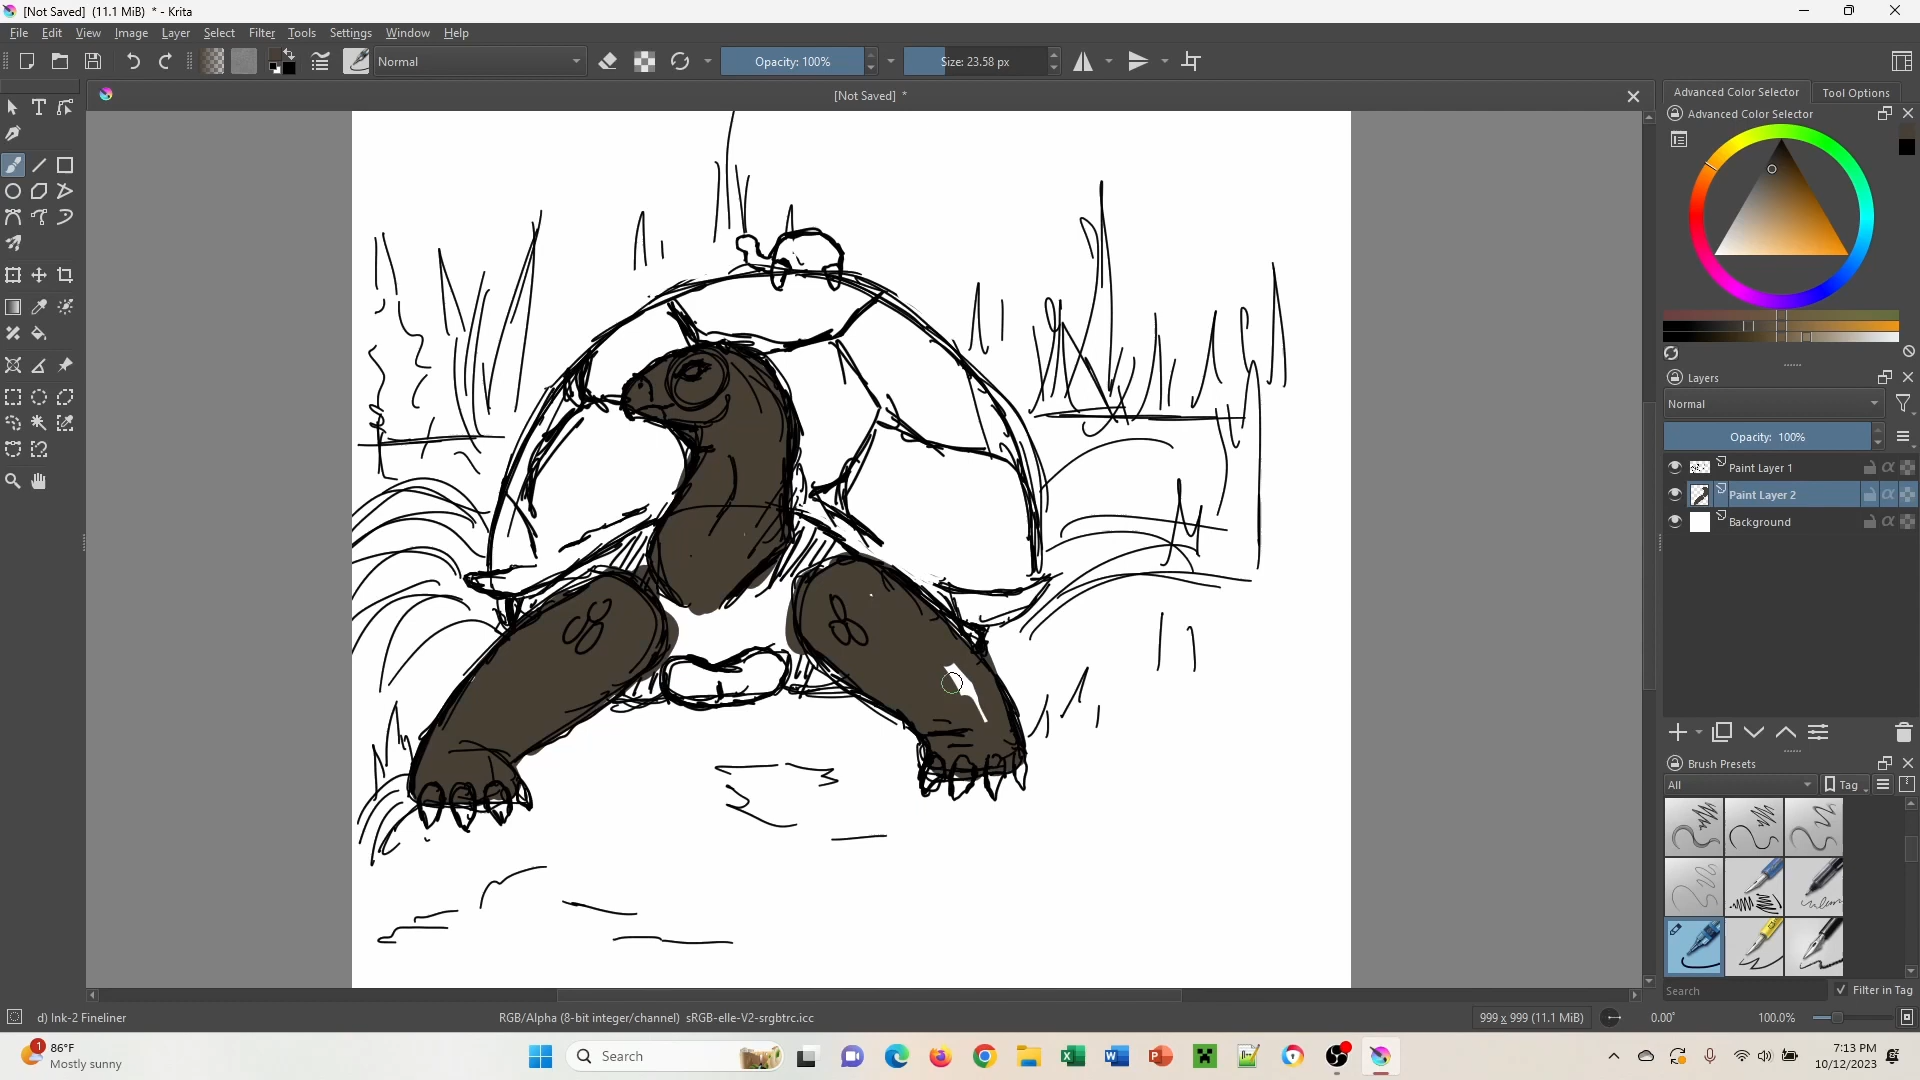 [Not Saved] (11.1 MiB) * - Krita
File Edit View Image Layer Select Filter Tools Settings Window Help
Normal
Opacity: 100%
Size: 23.58 px
[Not Saved] *
Advanced Color Selector
Tool Options
Advanced Color Selector
Layers
Normal
Opacity: 100%
Paint Layer 1
Paint Layer 2
Background
Brush Presets
All
Tag
Search
Filter in Tag
d) Ink-2 Fineliner
RGB/Alpha (8-bit integer/channel) sRGB-elle-V2-srgbtrc.icc
999 x 999 (11.1 MiB)
0.00°
100.0%
1
86°F
Mostly sunny
Search
7:13 PM
10/12/2023